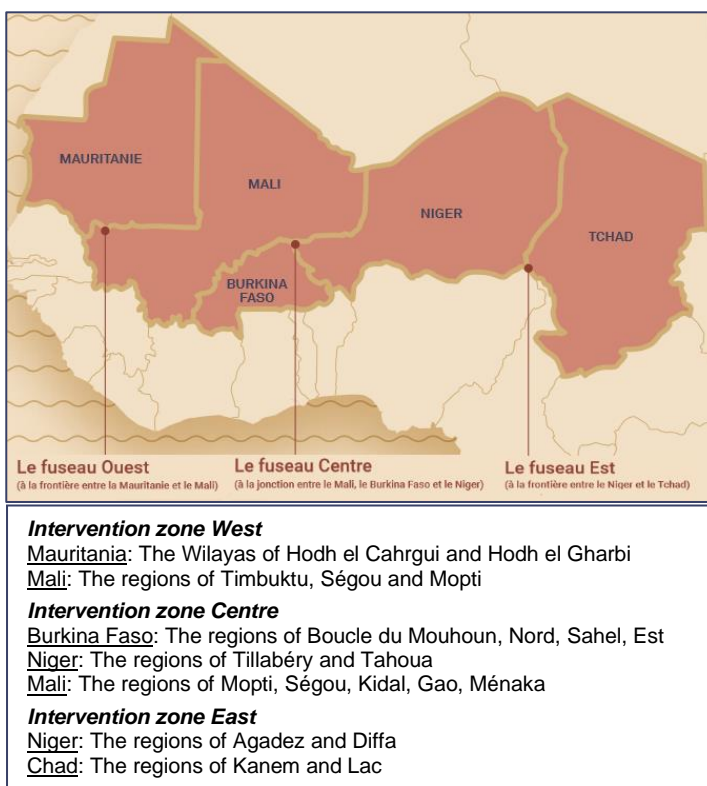 MAURITANIE
MALI
NIGER
TCHAD
BURKINA
FASO
Le fuseau Ouest
(à la frontière entre la Mauritanie et le Mali)
Le fuseau Centre
(à la jonction entre le Mali, le Burkina Faso et le Niger)
Le fuseau Est
(à la frontière entre le Niger et le Tchad)
Intervention zone West
Mauritania: The Wilayas of Hodh el Cahrgui and Hodh el Gharbi
Mali: The regions of Timbuktu, Ségou and Mopti
Intervention zone Centre
Burkina Faso: The regions of Boucle du Mouhoun, Nord, Sahel, Est
Niger: The regions of Tillabéry and Tahoua
Mali: The regions of Mopti, Ségou, Kidal, Gao, Ménaka
Intervention zone East
Niger: The regions of Agadez and Diffa
Chad: The regions of Kanem and Lac